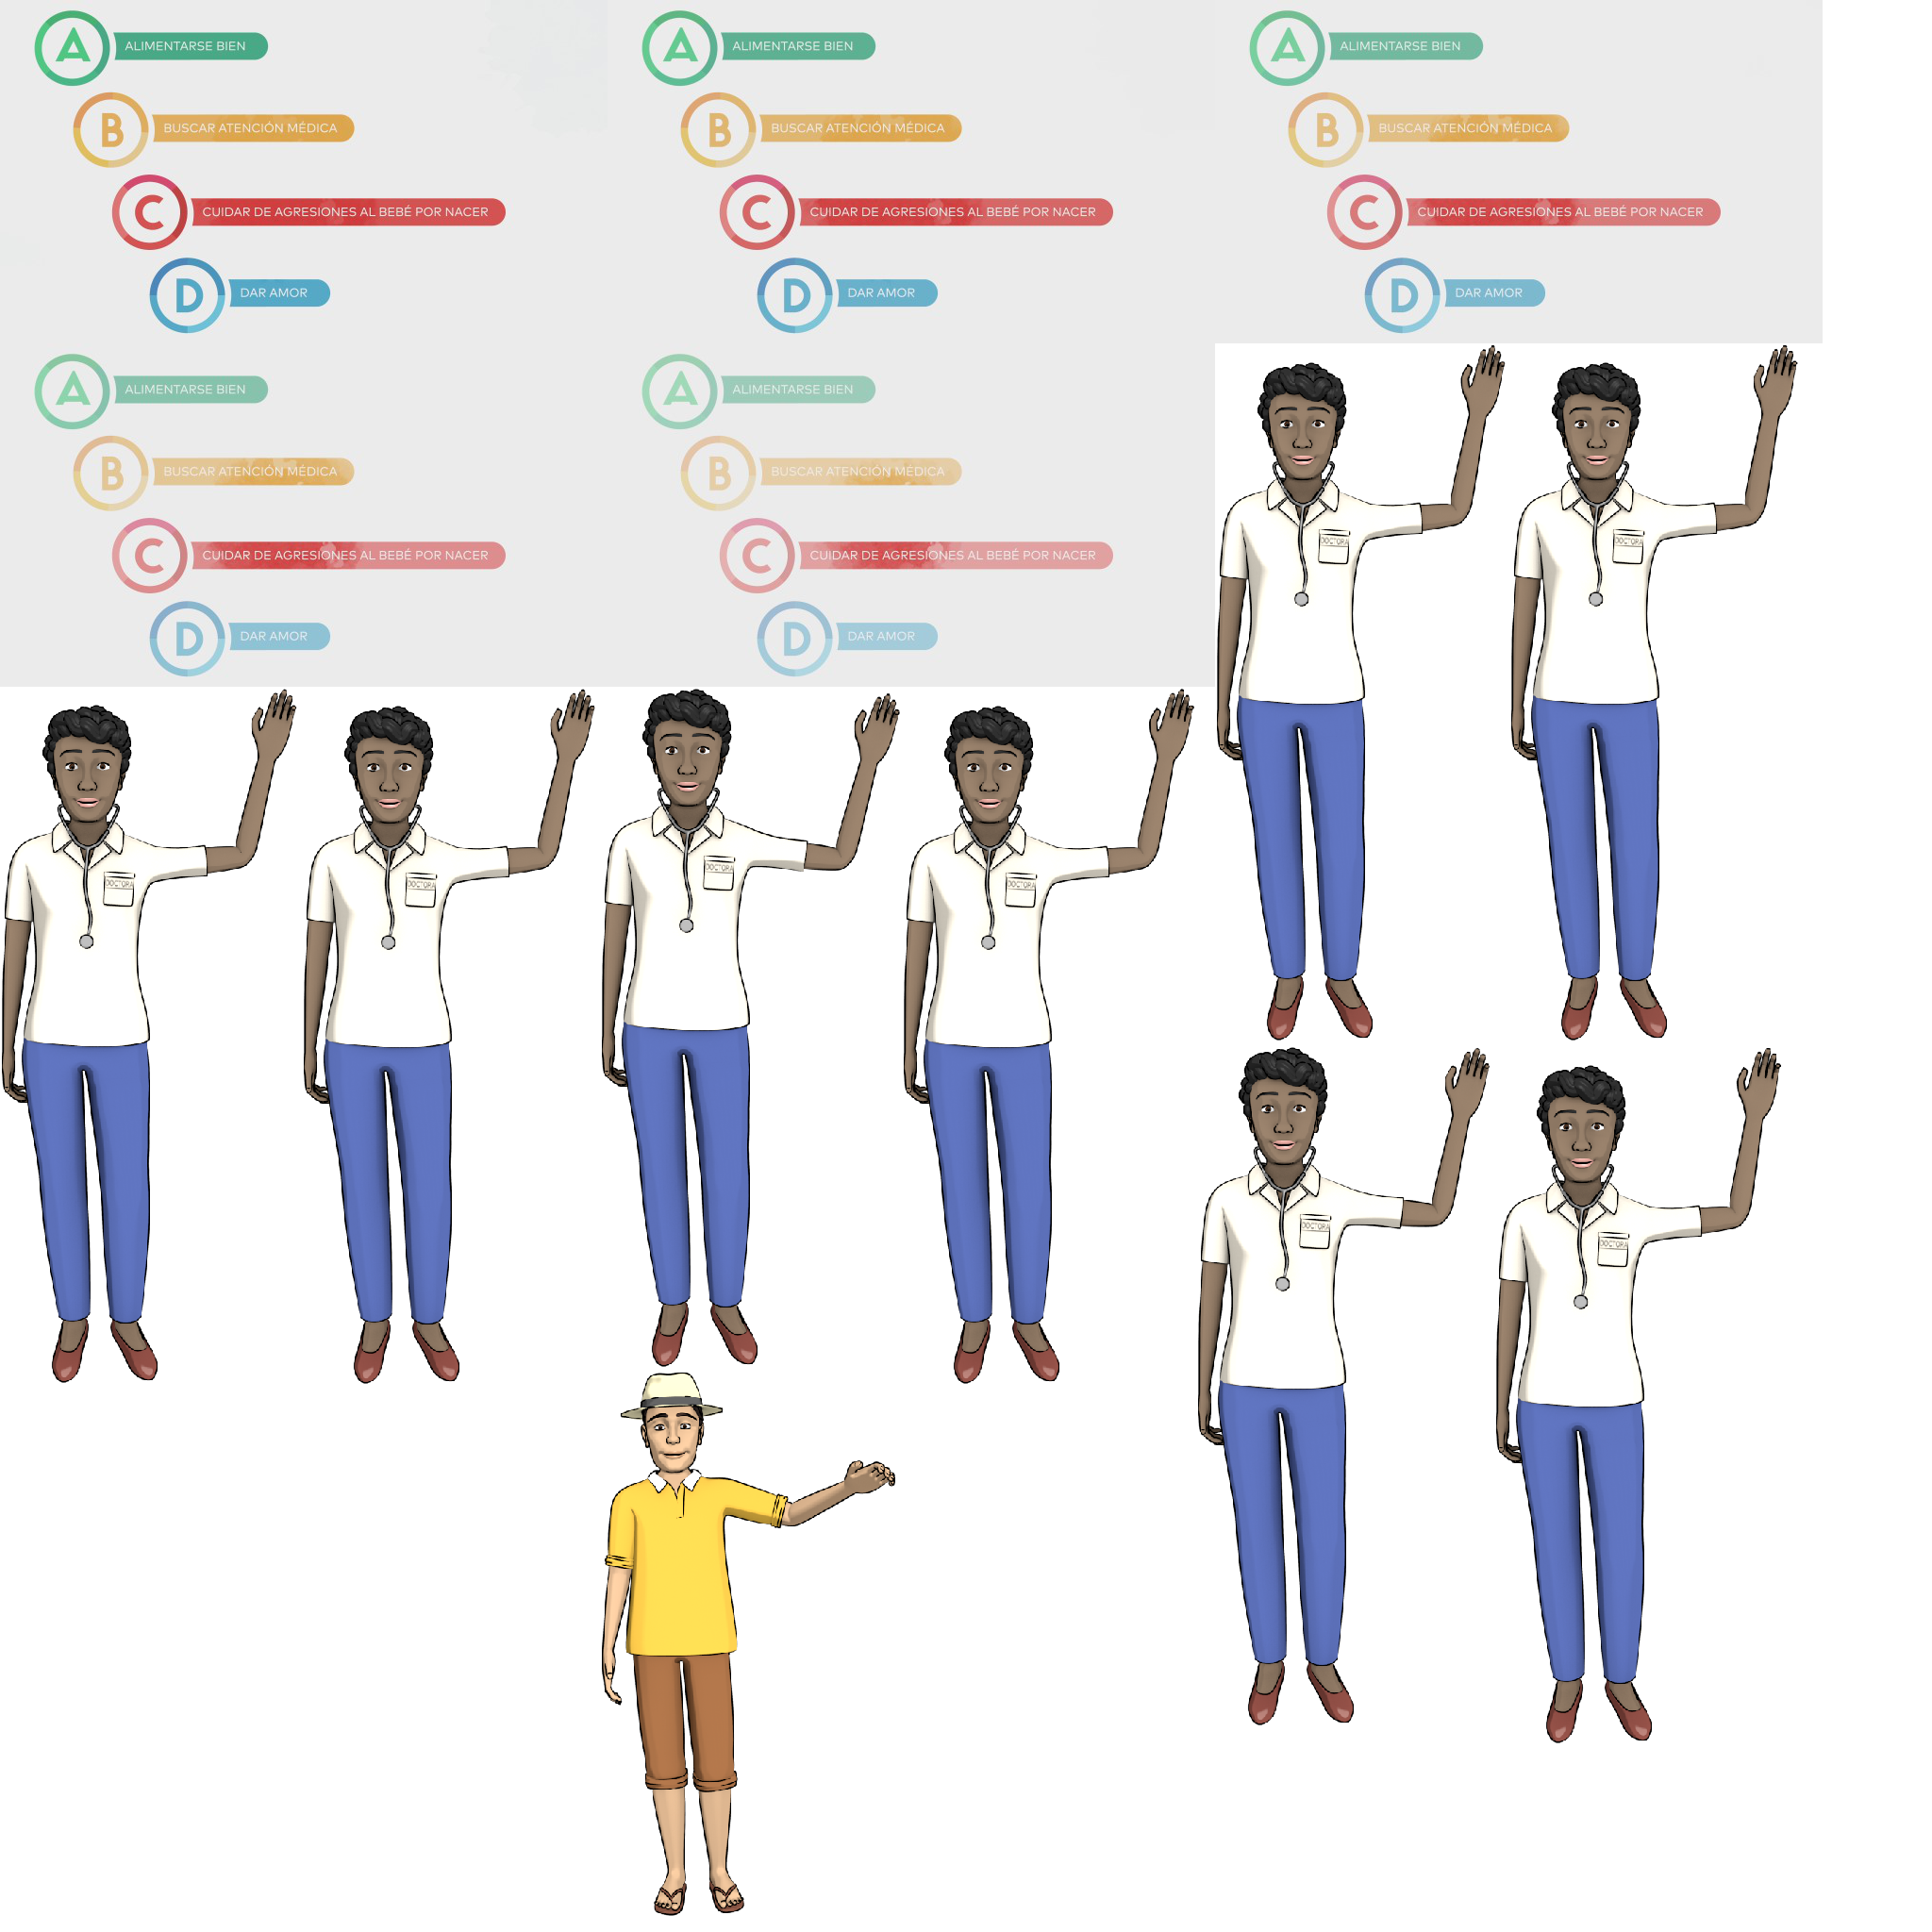 A ALIMENTARSE BIEN
B BUSCAR ATENCIÓN MÉDICA
C CUIDAR DE AGRESIONES AL BEBÉ POR NACER
D DAR AMOR
A ALIMENTARSE BIEN
B BUSCAR ATENCIÓN MÉDICA
C CUIDAR DE AGRESIONES AL BEBÉ POR NACER
D DAR AMOR
A ALIMENTARSE BIEN
B BUSCAR ATENCIÓN MÉDICA
C CUIDAR DE AGRESIONES AL BEBÉ POR NACER
D DAR AMOR
A ALIMENTARSE BIEN
B BUSCAR ATENCIÓN MÉDICA
C CUIDAR DE AGRESIONES AL BEBÉ POR NACER
D DAR AMOR
A ALIMENTARSE BIEN
B BUSCAR ATENCIÓN MÉDICA
C CUIDAR DE AGRESIONES AL BEBÉ POR NACER
D DAR AMOR
DOCTORA
DOCTORA
DOCTORA
DOCTORA
DOCTORA
DOCTORA
DOCTORA
DOCTORA